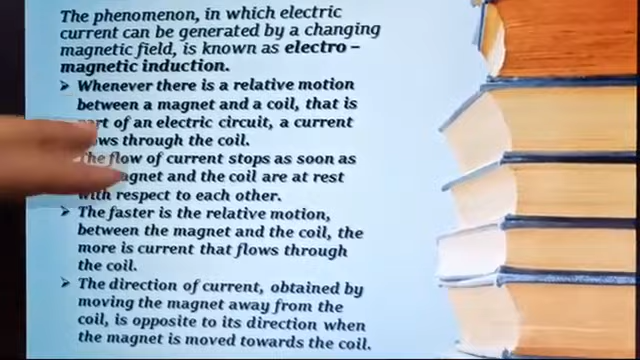 The phenomenon, in which electric
current can be generated by a changing
magnetic field, is known as electro –
magnetic induction.
➤ Whenever there is a relative motion
between a magnet and a coil, that is
part of an electric circuit, a current
flows through the coil.
The flow of current stops as soon as
magnet and the coil are at rest
with respect to each other.
➤ The faster is the relative motion,
between the magnet and the coil, the
more is current that flows through
the coil.
➤ The direction of current, obtained by
moving the magnet away from the
coil, is opposite to its direction when
the magnet is moved towards the coil.